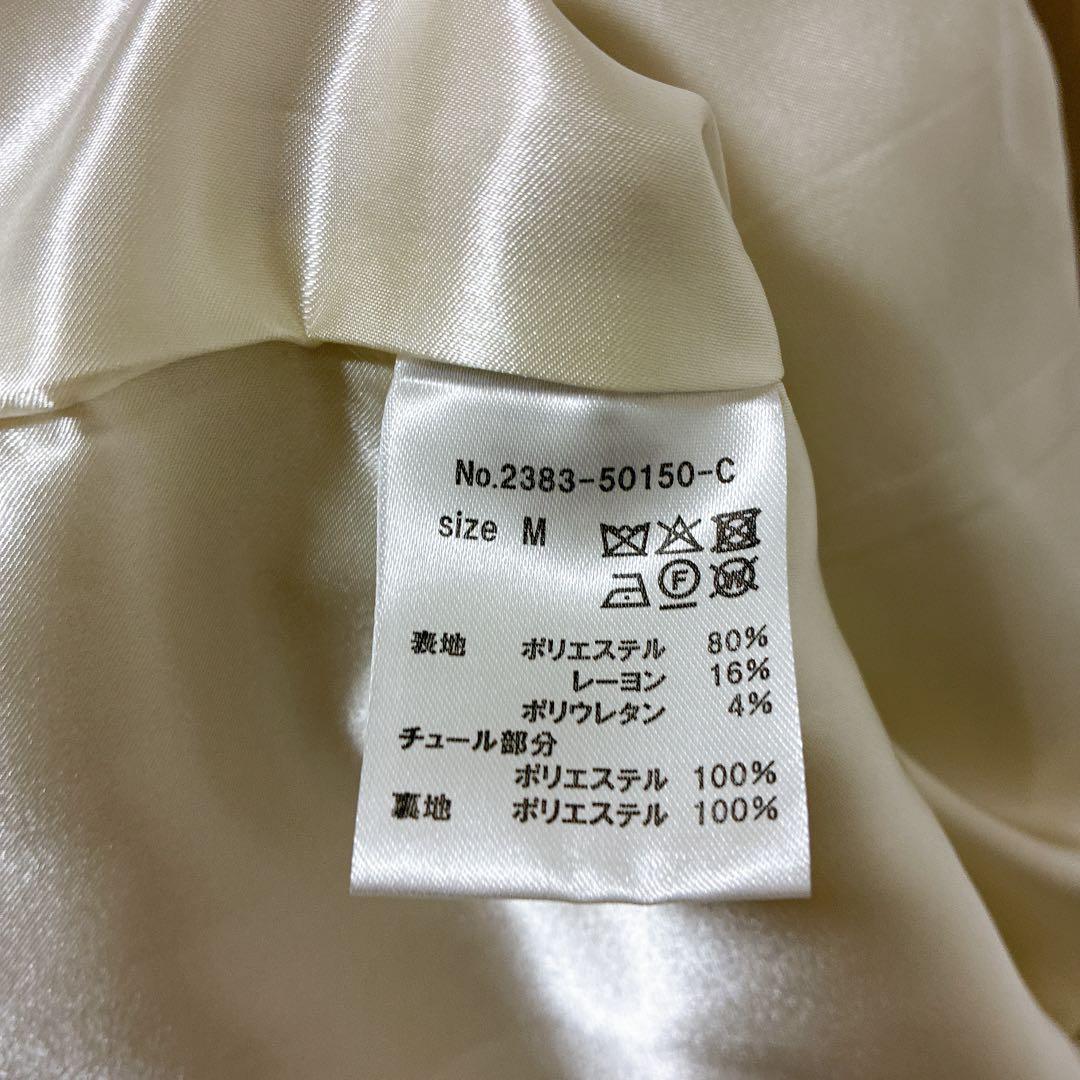 No.2383-50150-C
size M
F W
表地 ポリエステル 80%
レーヨン 16%
ポリウレタン 4%
チュール部分
ポリエステル 100%
裏地 ポリエステル 100%